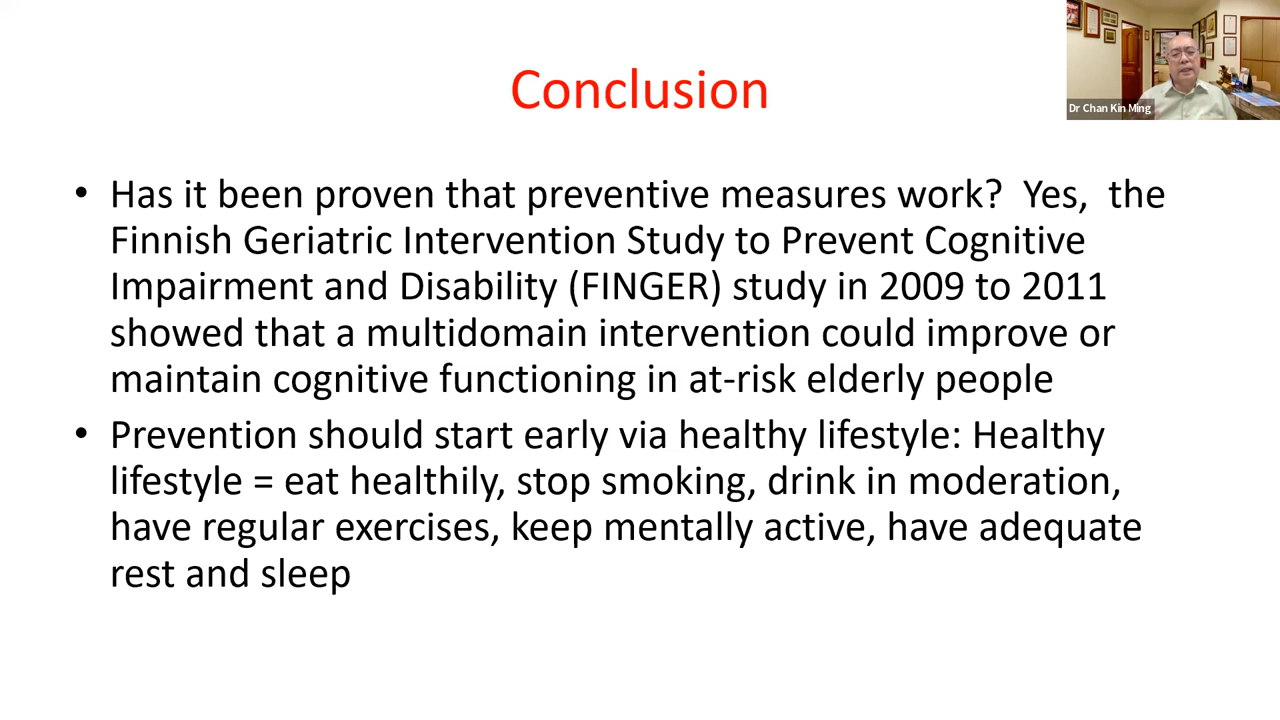 Conclusion
Dr Chan Kin Ming
• Has it been proven that preventive measures work?  Yes,  the
Finnish Geriatric Intervention Study to Prevent Cognitive
Impairment and Disability (FINGER) study in 2009 to 2011
showed that a multidomain intervention could improve or
maintain cognitive functioning in at-risk elderly people
• Prevention should start early via healthy lifestyle: Healthy
lifestyle = eat healthily, stop smoking, drink in moderation,
have regular exercises, keep mentally active, have adequate
rest and sleep